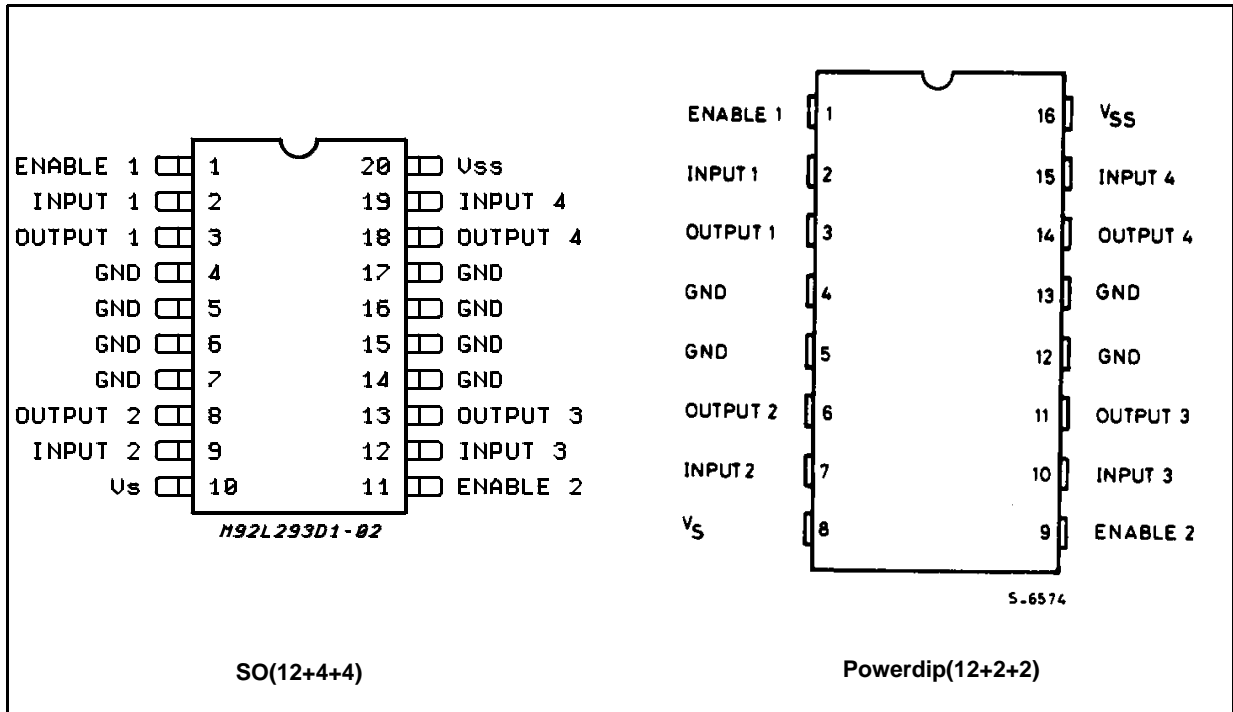 ENABLE 1 1 20 Vss
INPUT 1 2 19 INPUT 4
OUTPUT 1 3 18 OUTPUT 4
GND 4 17 GND
GND 5 16 GND
GND 6 15 GND
GND 7 14 GND
OUTPUT 2 8 13 OUTPUT 3
INPUT 2 9 12 INPUT 3
Vs 10 11 ENABLE 2
M92L293D1-02
SO(12+4+4)
ENABLE 1 1 16 VSS
INPUT 1 2 15 INPUT 4
OUTPUT 1 3 14 OUTPUT 4
GND 4 13 GND
GND 5 12 GND
OUTPUT 2 6 11 OUTPUT 3
INPUT 2 7 10 INPUT 3
VS 8 9 ENABLE 2
S-6574
Powerdip(12+2+2)